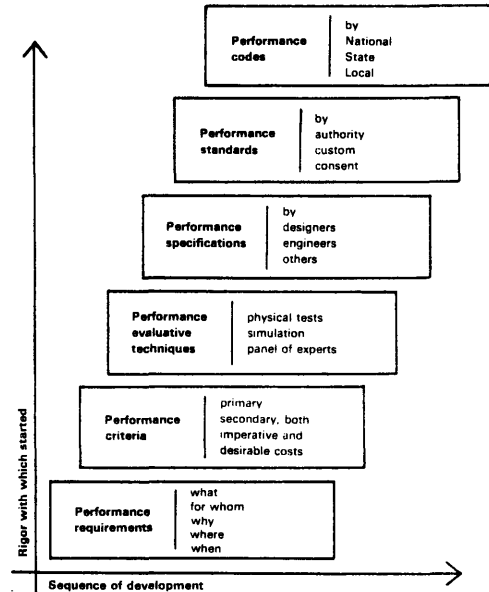 Performance
codes
by
National
State
Local
Performance
standards
by
authority
custom
consent
Performance
specifications
by
designers
engineers
others
Performance
evaluative
techniques
physical tests
simulation
panel of experts
Performance
criteria
primary
secondary, both
imperative and
desirable costs
Performance
requirements
what
for whom
why
where
when
Rigor with which started
Sequence of development